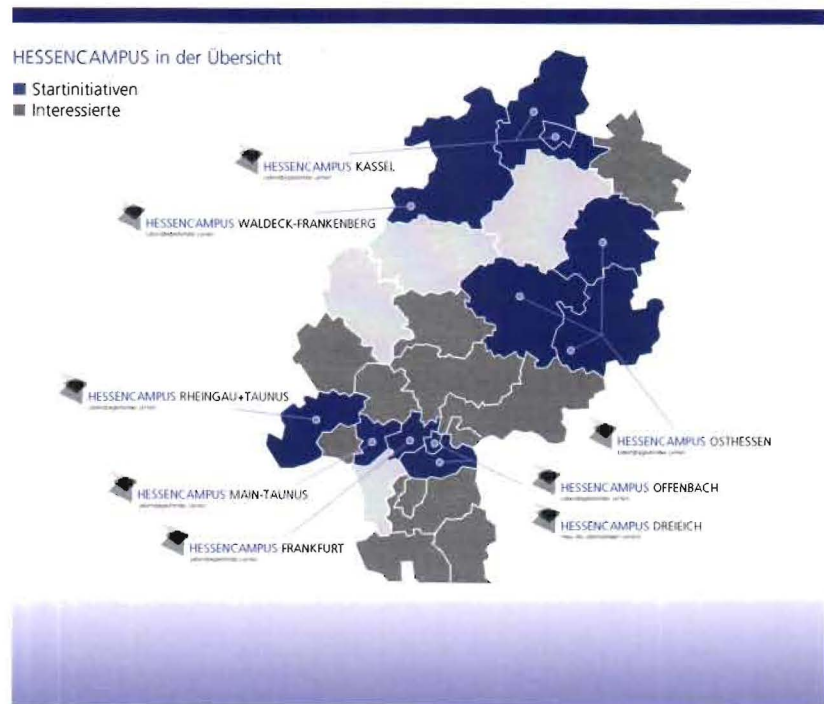 HESSENCAMPUS in der Übersicht
Startinitiativen
Interessierte
HESSENCAMPUS KASSEL
HESSENCAMPUS WALDECK-FRANKENBERG
HESSENCAMPUS RHEINGAU+TAUNUS
HESSENCAMPUS OSTHESSEN
HESSENCAMPUS MAIN-TAUNUS
HESSENCAMPUS OFFENBACH
HESSENCAMPUS DREIEICH
HESSENCAMPUS FRANKFURT